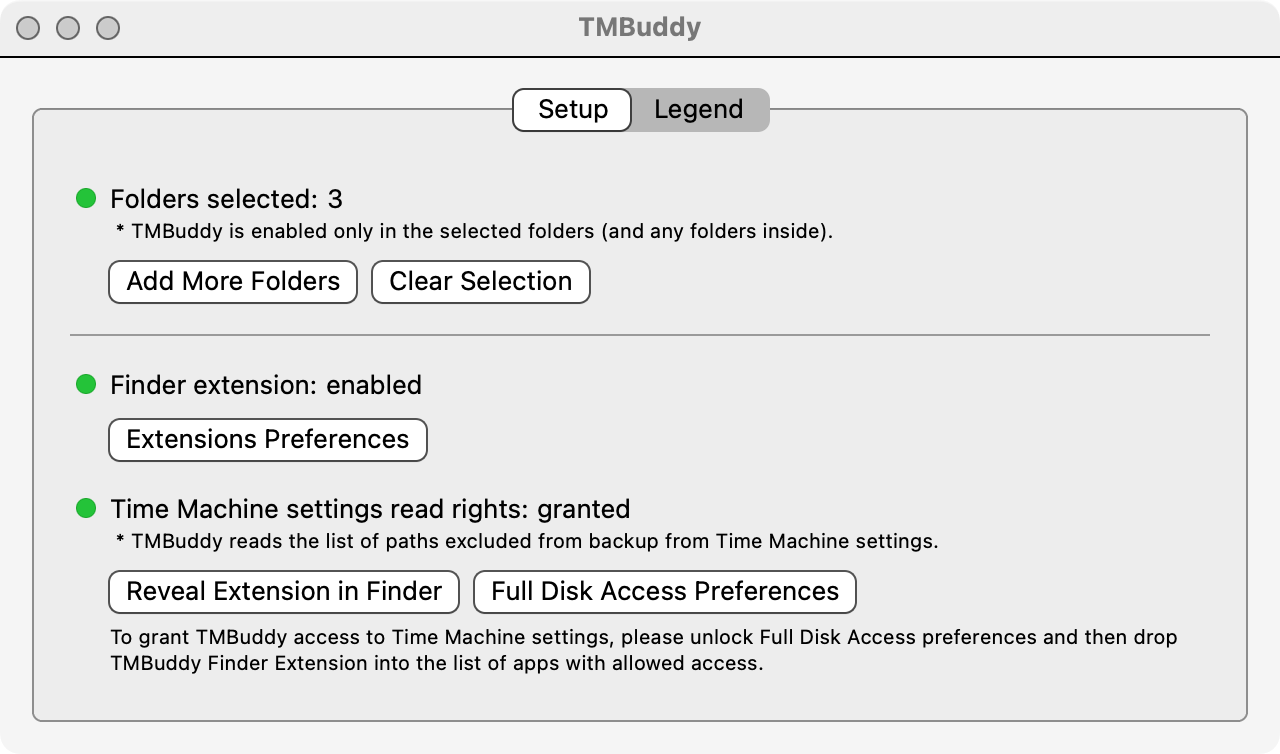 TMBuddy
Setup Legend
Folders selected: 3
* TMBuddy is enabled only in the selected folders (and any folders inside).
Add More Folders Clear Selection
Finder extension: enabled
Extensions Preferences
Time Machine settings read rights: granted
* TMBuddy reads the list of paths excluded from backup from Time Machine settings.
Reveal Extension in Finder Full Disk Access Preferences
To grant TMBuddy access to Time Machine settings, please unlock Full Disk Access preferences and then drop
TMBuddy Finder Extension into the list of apps with allowed access.